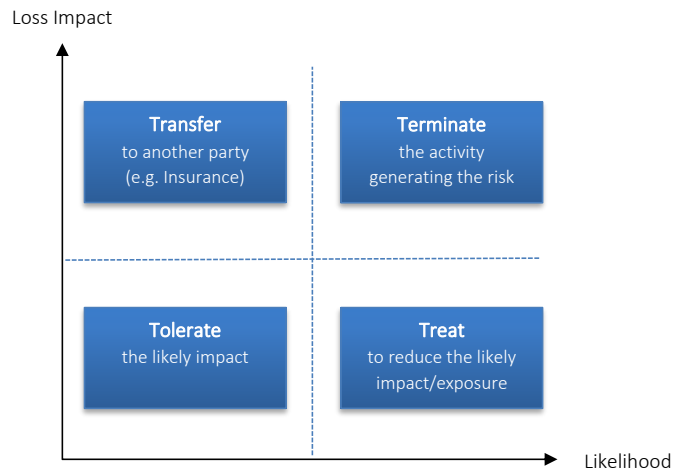 Loss Impact
Transfer
to another party
(e.g. Insurance)
Terminate
the activity
generating the risk
Tolerate
the likely impact
Treat
to reduce the likely
impact/exposure
Likelihood